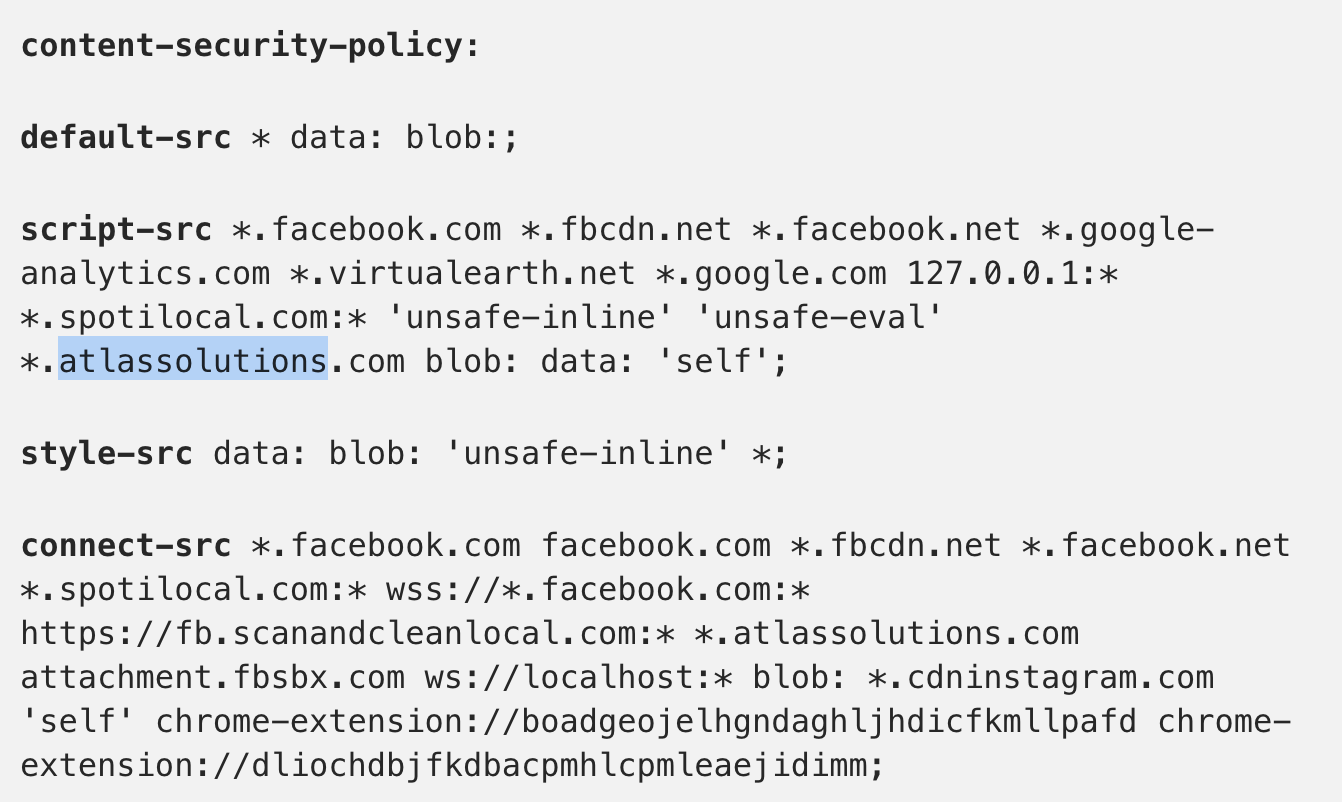 content-security-policy:
default-src * data: blob:;
script-src *.facebook.com *.fbcdn.net *.facebook.net *.google-
analytics.com *.virtualearth.net *.google.com 127.0.0.1:*
*.spotilocal.com:* 'unsafe-inline' 'unsafe-eval'
*.atlassolutions.com blob: data: 'self';
style-src data: blob: 'unsafe-inline' *;
connect-src *.facebook.com facebook.com *.fbcdn.net *.facebook.net
*.spotilocal.com:* wss://*.facebook.com:*
https://fb.scanandcleanlocal.com:* *.atlassolutions.com
attachment.fbsbx.com ws://localhost:* blob: *.cdninstagram.com
'self' chrome-extension://boadgeojelhgndaghljhdicfkmllpafd chrome-
extension://dliochdbjfkdbacpmhlcpmleaejidimm;